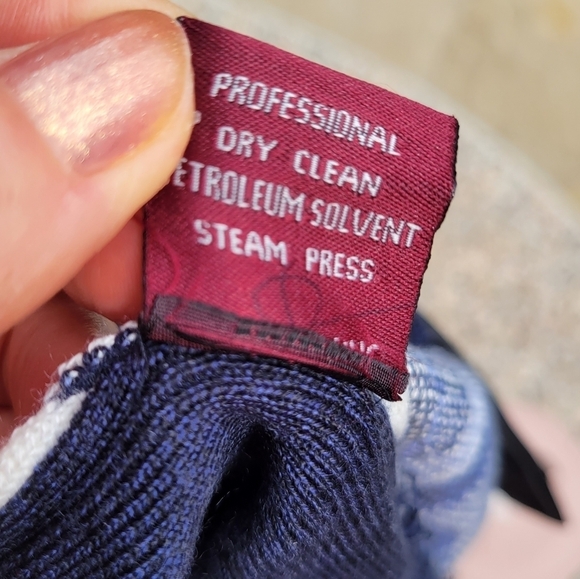 PROFESSIONAL
DRY CLEAN
ETROLEUM SOLVENT
STEAM PRESS